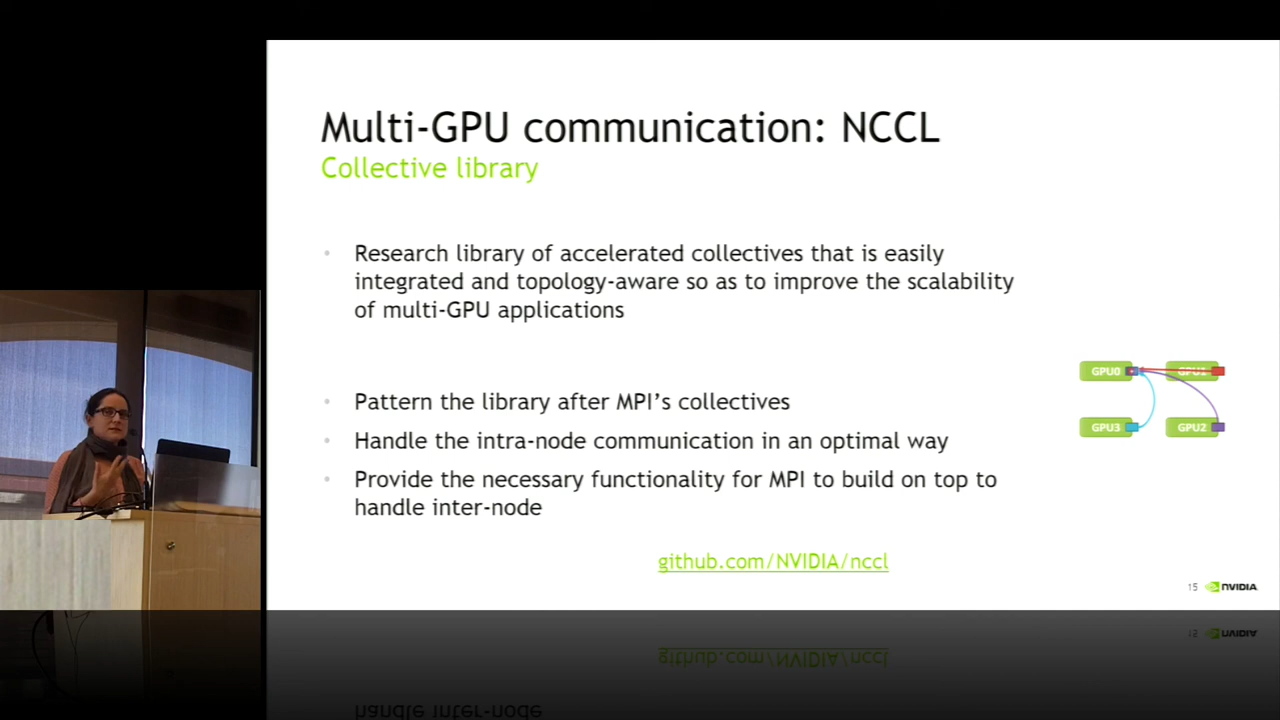 Multi-GPU communication: NCCL
Collective library
• Research library of accelerated collectives that is easily
integrated and topology-aware so as to improve the scalability
of multi-GPU applications
• Pattern the library after MPI's collectives
• Handle the intra-node communication in an optimal way
• Provide the necessary functionality for MPI to build on top to
handle inter-node
GPU0 GPU1
GPU3 GPU2
github.com/NVIDIA/nccl
15 NVIDIA